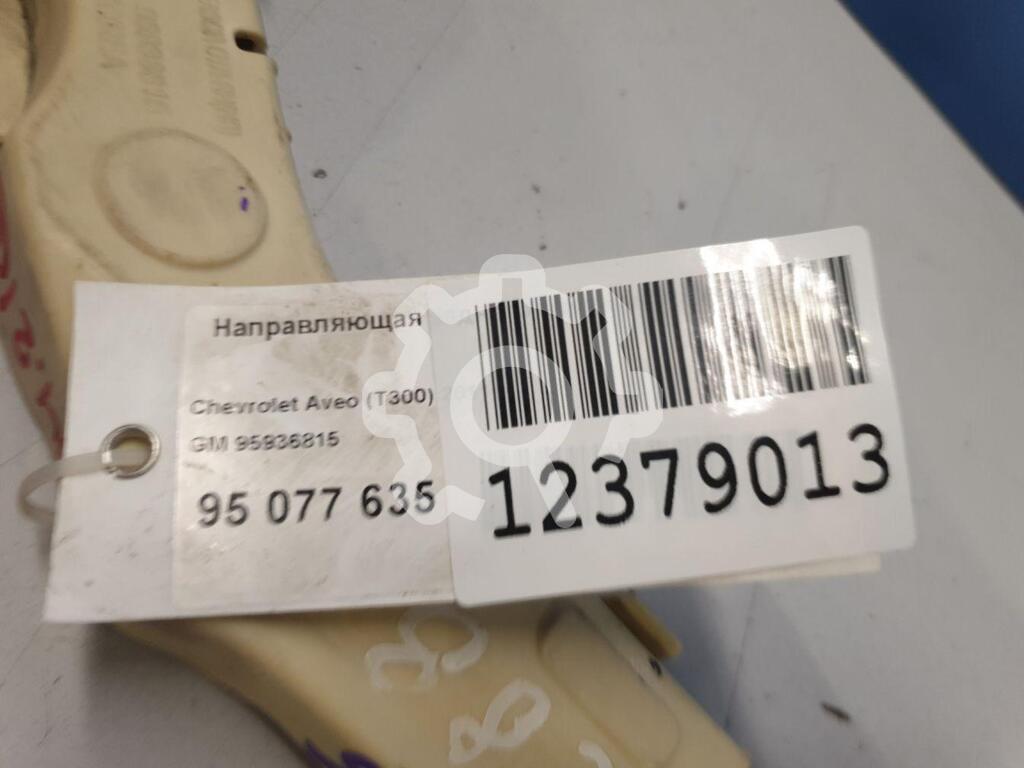 Направляющая
Chevrolet Aveo (T300)
GM 95936815
95 077 635
12379013